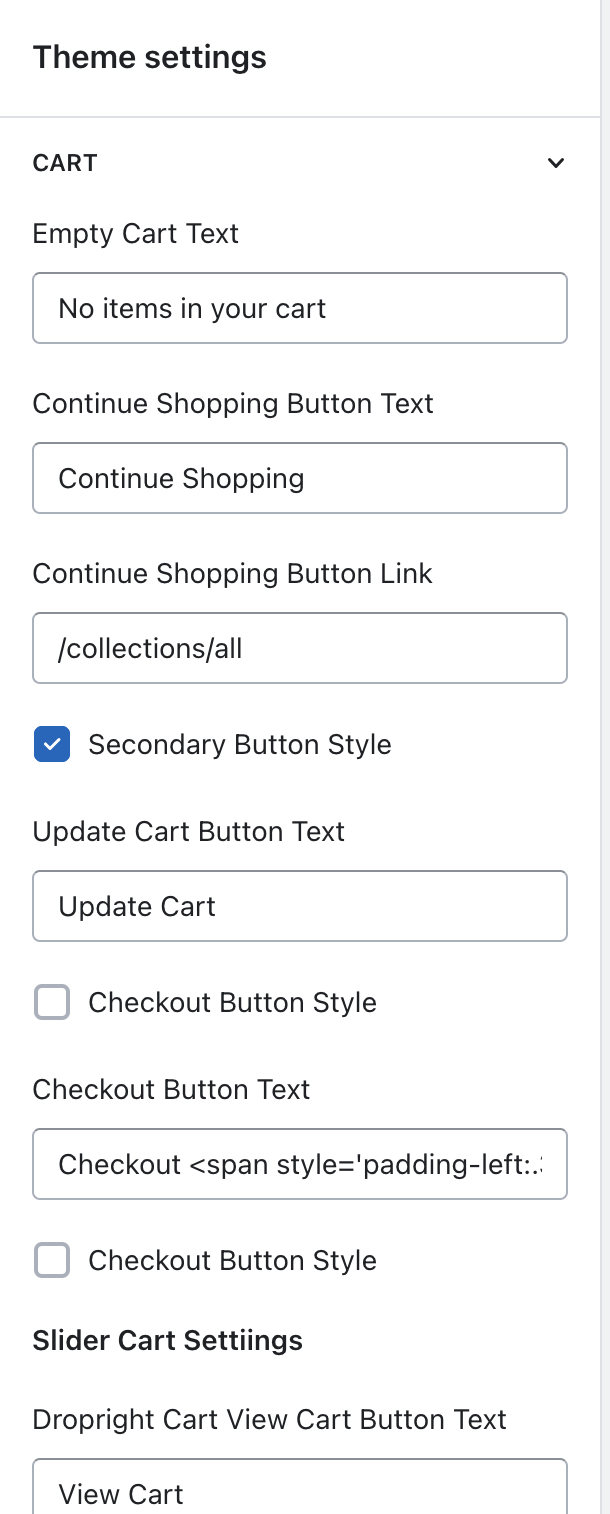 Theme settings
CART
Empty Cart Text
No items in your cart
Continue Shopping Button Text
Continue Shopping
Continue Shopping Button Link
/collections/all
Secondary Button Style
Update Cart Button Text
Update Cart
Checkout Button Style
Checkout Button Text
Checkout <span style='padding-left:.
Checkout Button Style
Slider Cart Settiings
Dropright Cart View Cart Button Text
View Cart